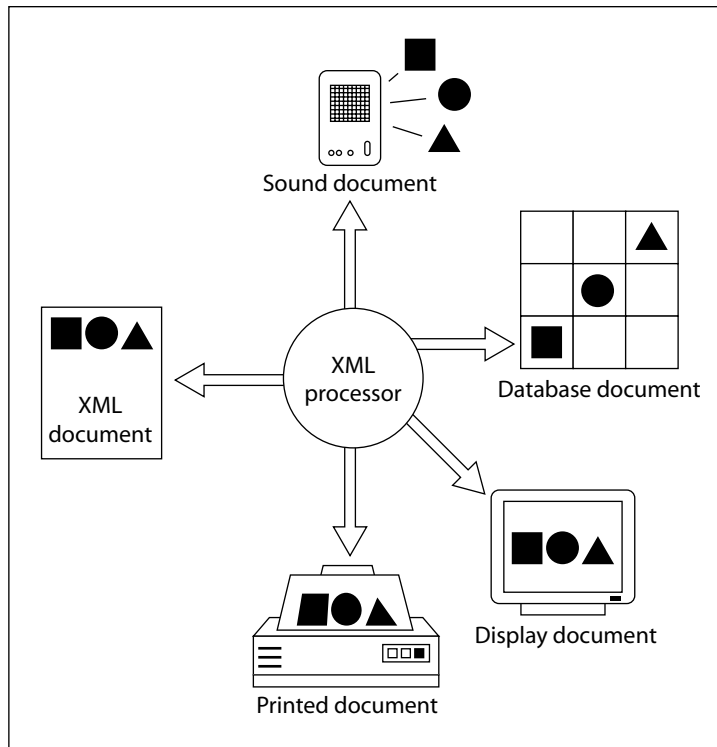 Sound document
XML
processor
Database document
XML
document
Display document
Printed document